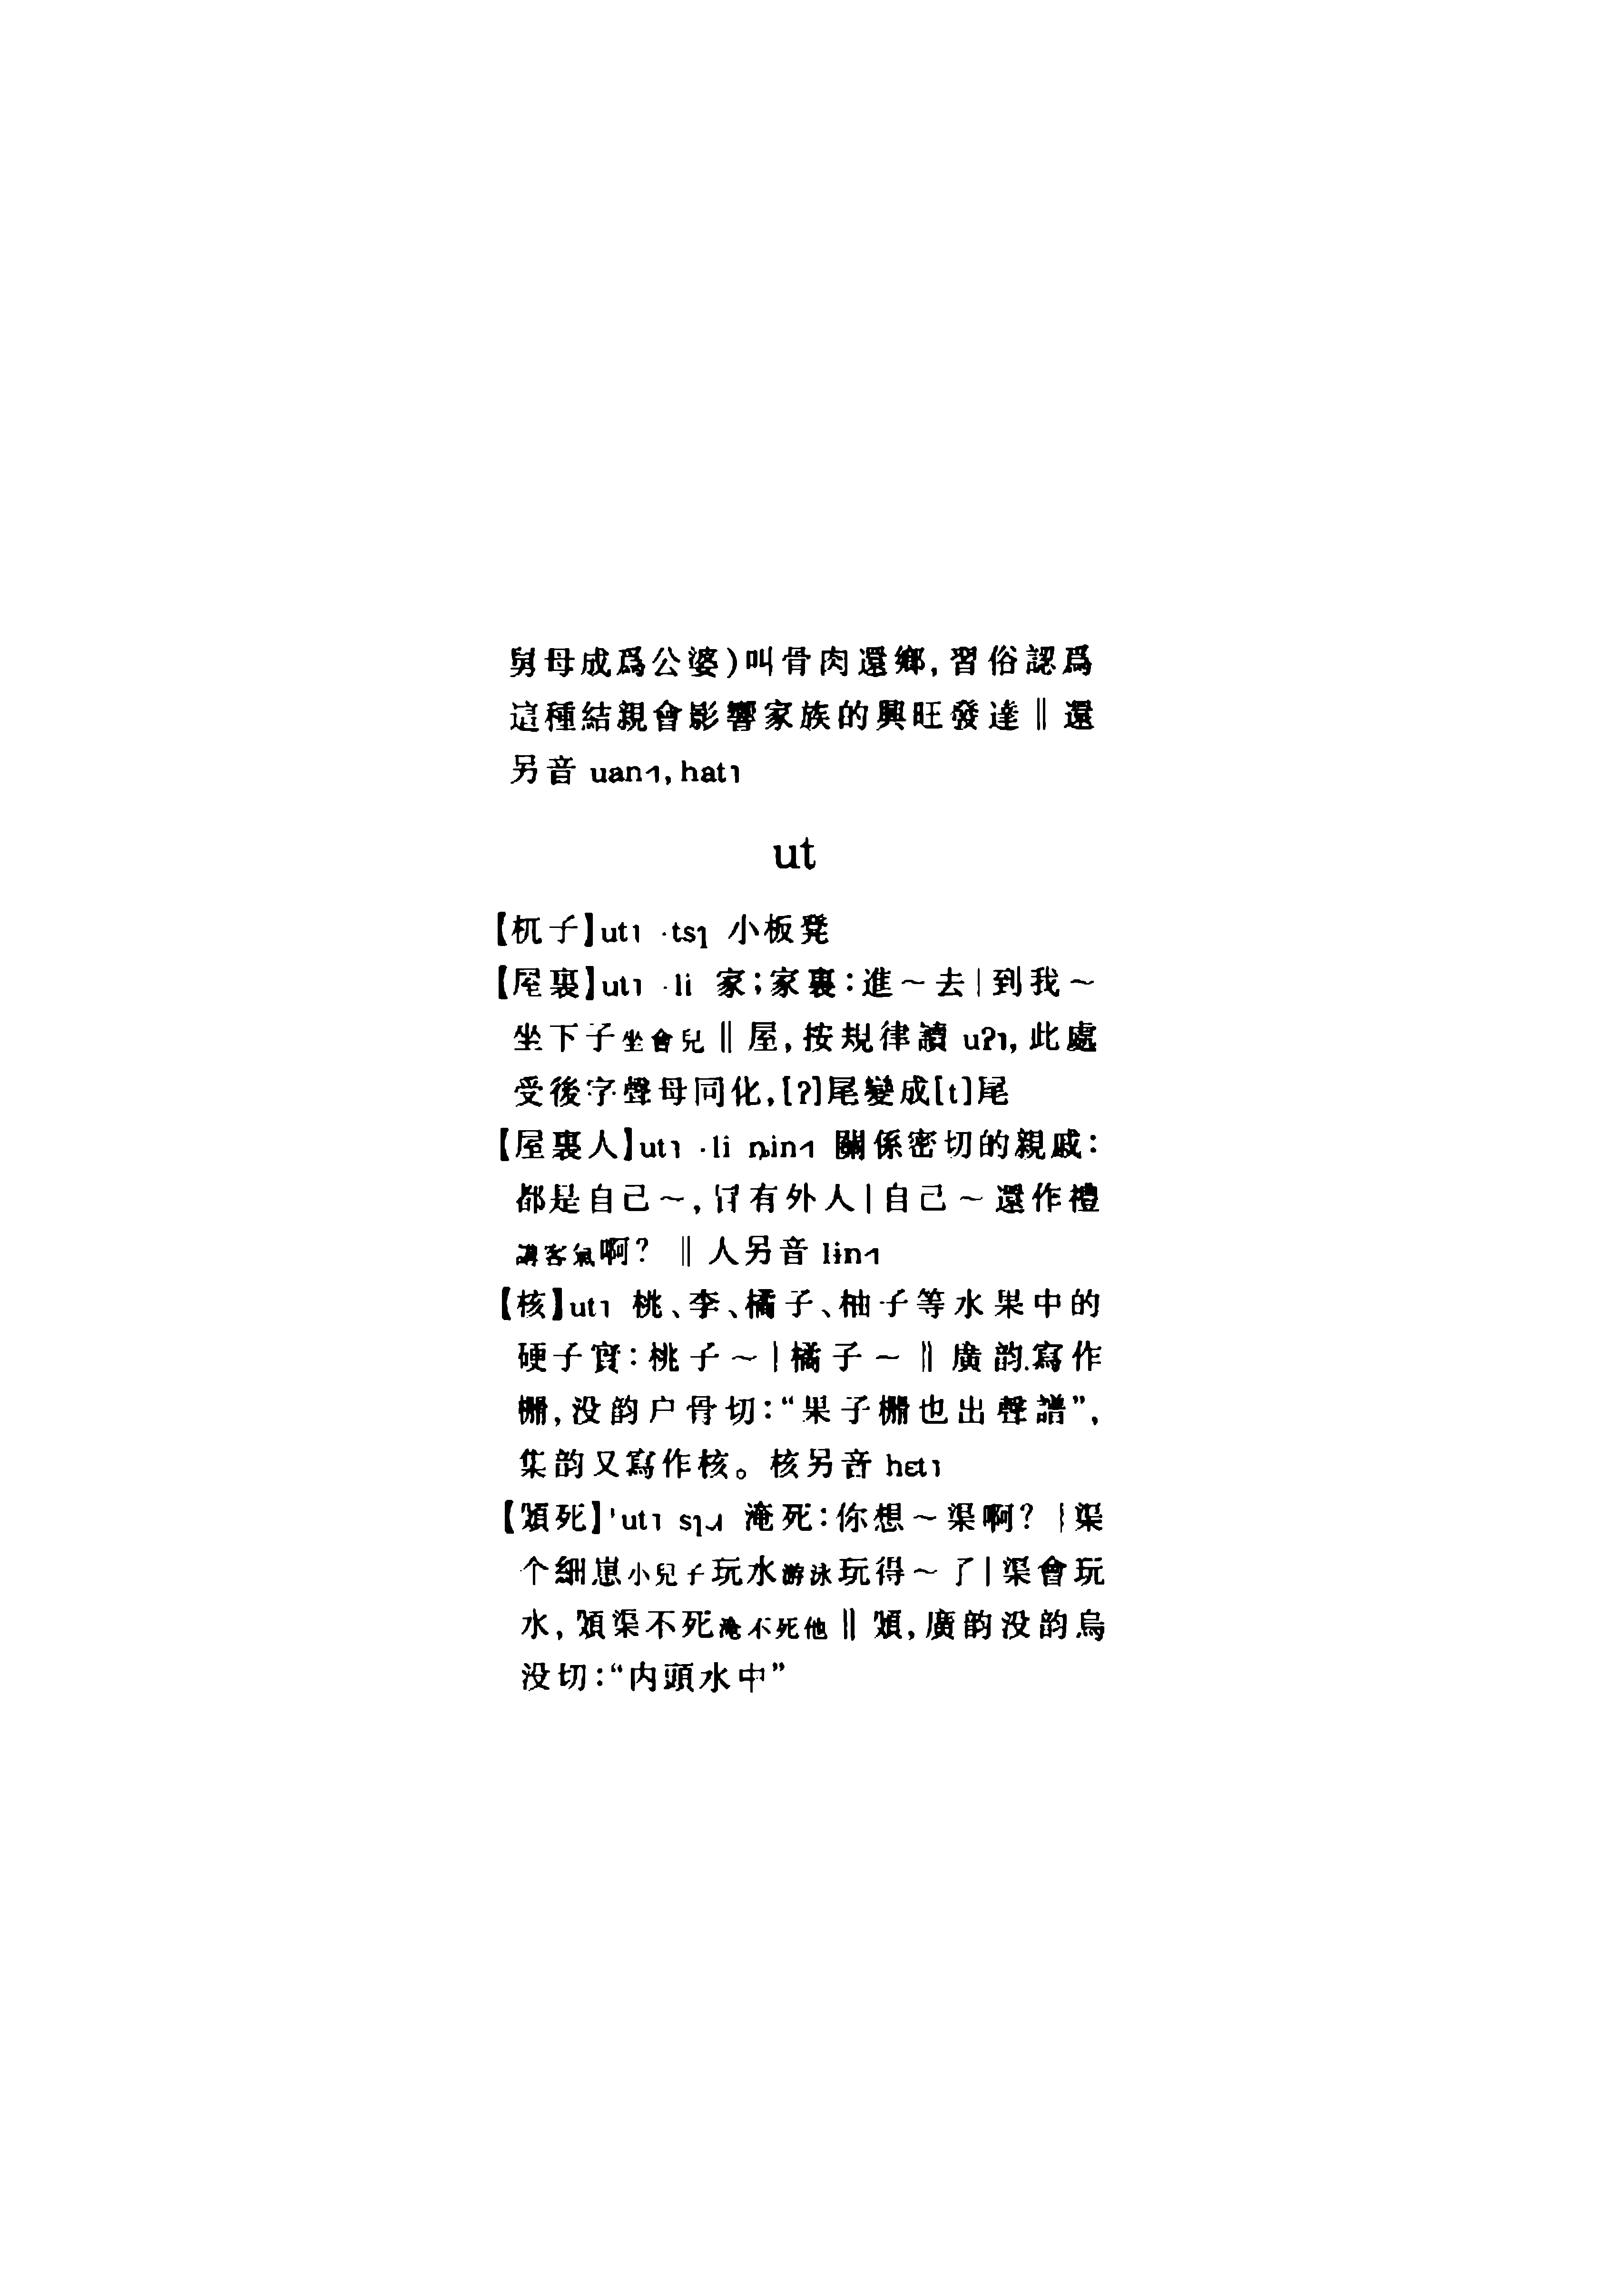 舅母成爲公婆)叫骨肉還鄉,習俗認爲
這種結親會影響家族的興旺發達‖還
另音 uan˧, hat˥
ut
【杌子】ut˥ ·tsʅ 小板凳
【屋裏】ut˥ ·li 家;家裏:進～去|到我～
坐下子坐會兒‖屋,按規律讀 uʔ˥,此處
受後字聲母同化,[ʔ]尾變成[t]尾
【屋裏人】ut˥ ·li ȵin˧ 關係密切的親戚:
都是自己～,冇有外人|自己～還作禮
講客氣啊? ‖人另音 lin˧
【核】ut˥ 桃、李、橘子、柚子等水果中的
硬子實:桃子～|橘子～‖廣韵寫作
槲,没韵户骨切:“果子槲也出聲譜”,
集韵又寫作核。核另音 hɛt˥
【頞死】ut˥ sʅ 淹死:你想～渠啊? |渠
个細崽小兒子玩水游泳玩得～了|渠會玩
水,頞渠不死淹不死他‖頞,廣韵没韵烏
没切:“内頭水中”